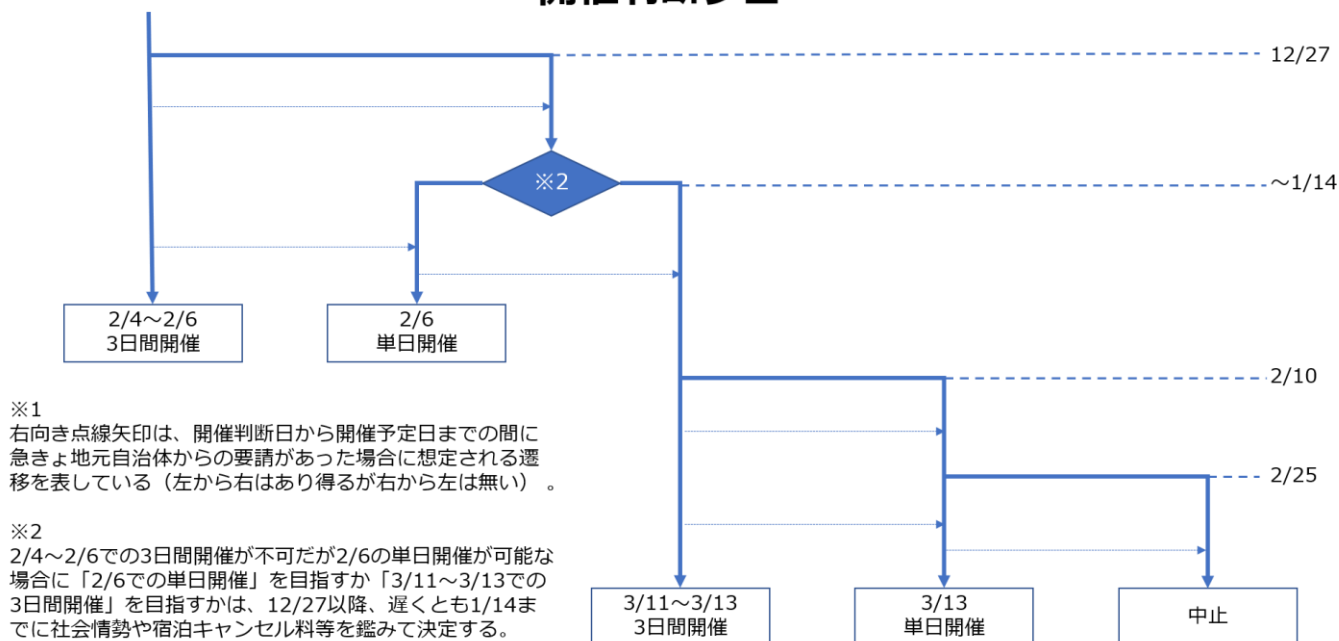 12/27
※2
～1/14
2/4～2/6
3日間開催
2/6
単日開催
2/10
※1
右向き点線矢印は、開催判断日から開催予定日までの間に
急きょ地元自治体からの要請があった場合に想定される遷
移を表している（左から右はあり得るが右から左は無い）。
2/25
※2
2/4～2/6での3日間開催が不可だが2/6の単日開催が可能な
場合に「2/6での単日開催」を目指すか「3/11～3/13での
3日間開催」を目指すかは、12/27以降、遅くとも1/14ま
でに社会情勢や宿泊キャンセル料等を鑑みて決定する。
3/11～3/13
3日間開催
3/13
単日開催
中止